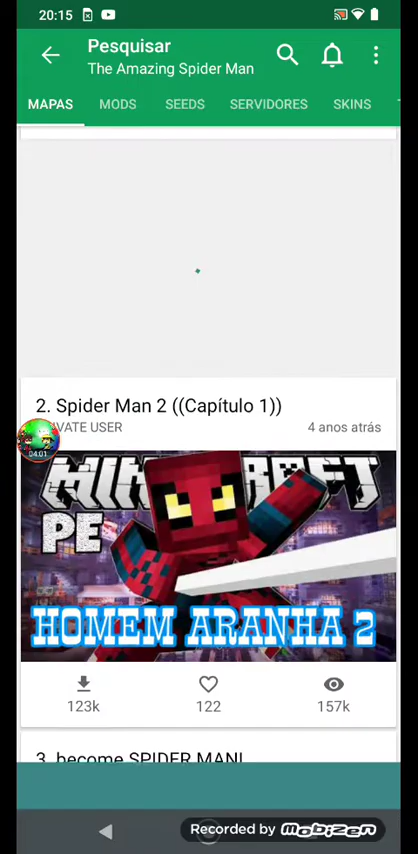 20:15
Pesquisar
The Amazing Spider Man
MAPAS MODS SEEDS SERVIDORES SKINS
2. Spider Man 2 ((Capítulo 1))
VATE USER 4 anos atrás
04:01
MINECRAFT
PE
HOMEM ARANHA 2
123k 122 157k
3. become SPIDER MAN!
Recorded by mobizen